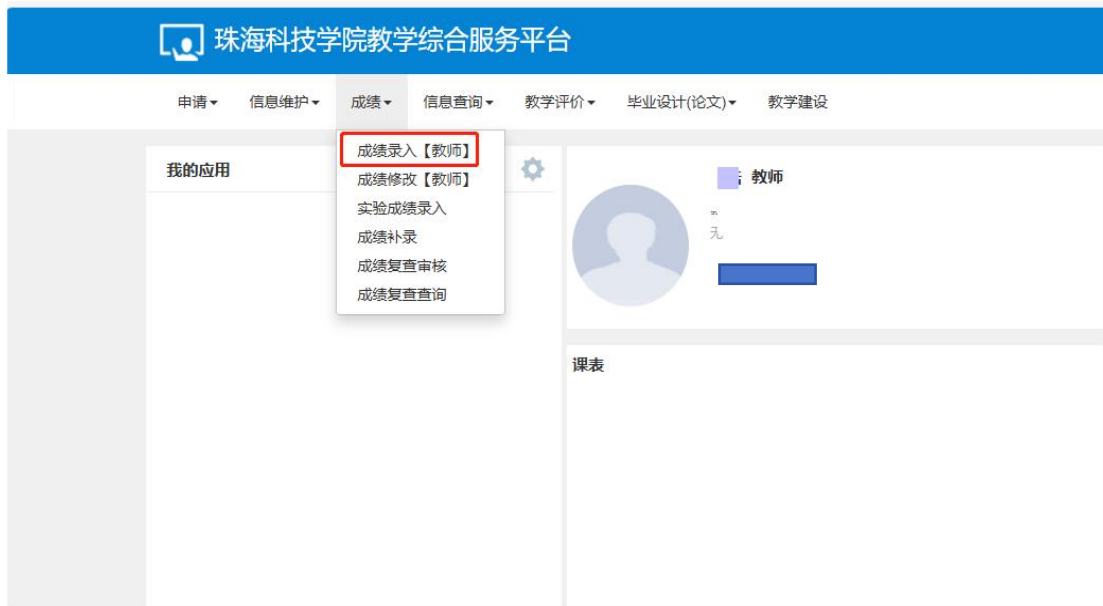 珠海科技学院教学综合服务平台
申请 信息维护 成绩 信息查询 教学评价 毕业设计(论文) 教学建设
成绩录入【教师】
成绩修改【教师】
实验成绩录入
成绩补录
成绩复查审核
成绩复查查询
我的应用
教师
无
课表